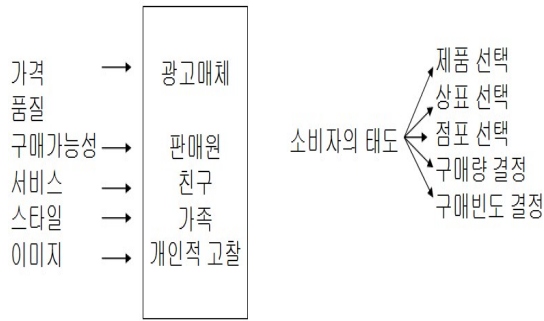 가격
품질
구매가능성
서비스
스타일
이미지
광고매체
판매원
친구
가족
개인적 고찰
소비자의 태도
제품 선택
상표 선택
점포 선택
구매량 결정
구매빈도 결정